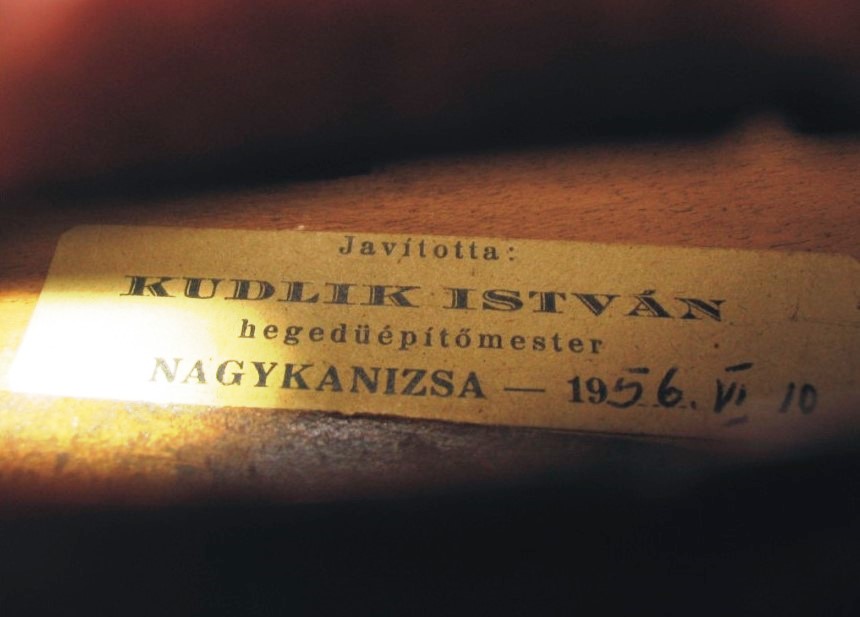 Javította:
KUDLIK ISTVÁN
hegedüépítőmester
NAGYKANIZSA — 1956. VI 10